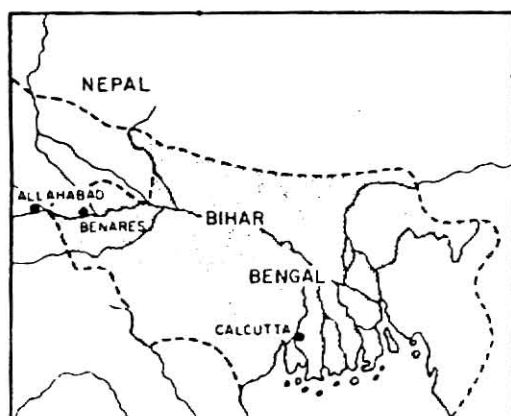 NEPAL
ALLAHABAD
BENARES
BIHAR
BENGAL
CALCUTTA